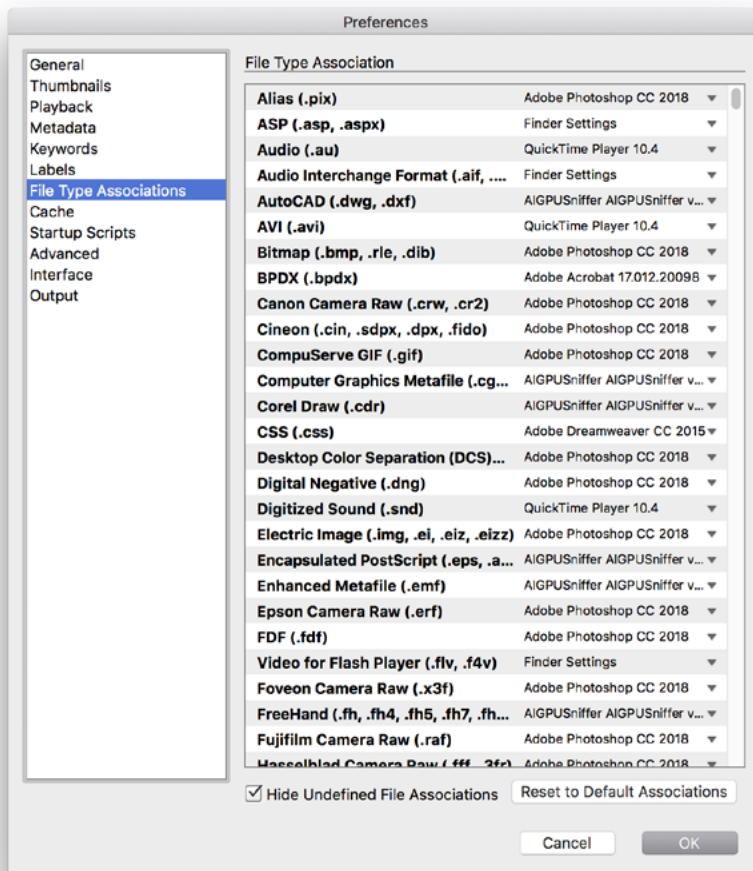 Preferences
General
Thumbnails
Playback
Metadata
Keywords
Labels
File Type Associations
Cache
Startup Scripts
Advanced
Interface
Output
File Type Association
Alias (.pix) Adobe Photoshop CC 2018
ASP (.asp, .aspx) Finder Settings
Audio (.au) QuickTime Player 10.4
Audio Interchange Format (.aif, .... Finder Settings
AutoCAD (.dwg, .dxf) AIGPUSniffer AIGPUSniffer v...
AVI (.avi) QuickTime Player 10.4
Bitmap (.bmp, .rle, .dib) Adobe Photoshop CC 2018
BPDX (.bpdx) Adobe Acrobat 17.012.20098
Canon Camera Raw (.crw, .cr2) Adobe Photoshop CC 2018
Cineon (.cin, .sdpx, .dpx, .fido) Adobe Photoshop CC 2018
CompuServe GIF (.gif) Adobe Photoshop CC 2018
Computer Graphics Metafile (.cg... AIGPUSniffer AIGPUSniffer v...
Corel Draw (.cdr) AIGPUSniffer AIGPUSniffer v...
CSS (.css) Adobe Dreamweaver CC 2015
Desktop Color Separation (DCS)... Adobe Photoshop CC 2018
Digital Negative (.dng) Adobe Photoshop CC 2018
Digitized Sound (.snd) QuickTime Player 10.4
Electric Image (.img, .ei, .eiz, .eizz) Adobe Photoshop CC 2018
Encapsulated PostScript (.eps, .a... AIGPUSniffer AIGPUSniffer v...
Enhanced Metafile (.emf) AIGPUSniffer AIGPUSniffer v...
Epson Camera Raw (.erf) Adobe Photoshop CC 2018
FDF (.fdf) Adobe Photoshop CC 2018
Video for Flash Player (.flv, .f4v) Finder Settings
Foveon Camera Raw (.x3f) Adobe Photoshop CC 2018
FreeHand (.fh, .fh4, .fh5, .fh7, .fh... AIGPUSniffer AIGPUSniffer v...
Fujifilm Camera Raw (.raf) Adobe Photoshop CC 2018
Hasselblad Camera Raw (.fff, .3fr) Adobe Photoshop CC 2018
Hide Undefined File Associations
Reset to Default Associations
Cancel
OK